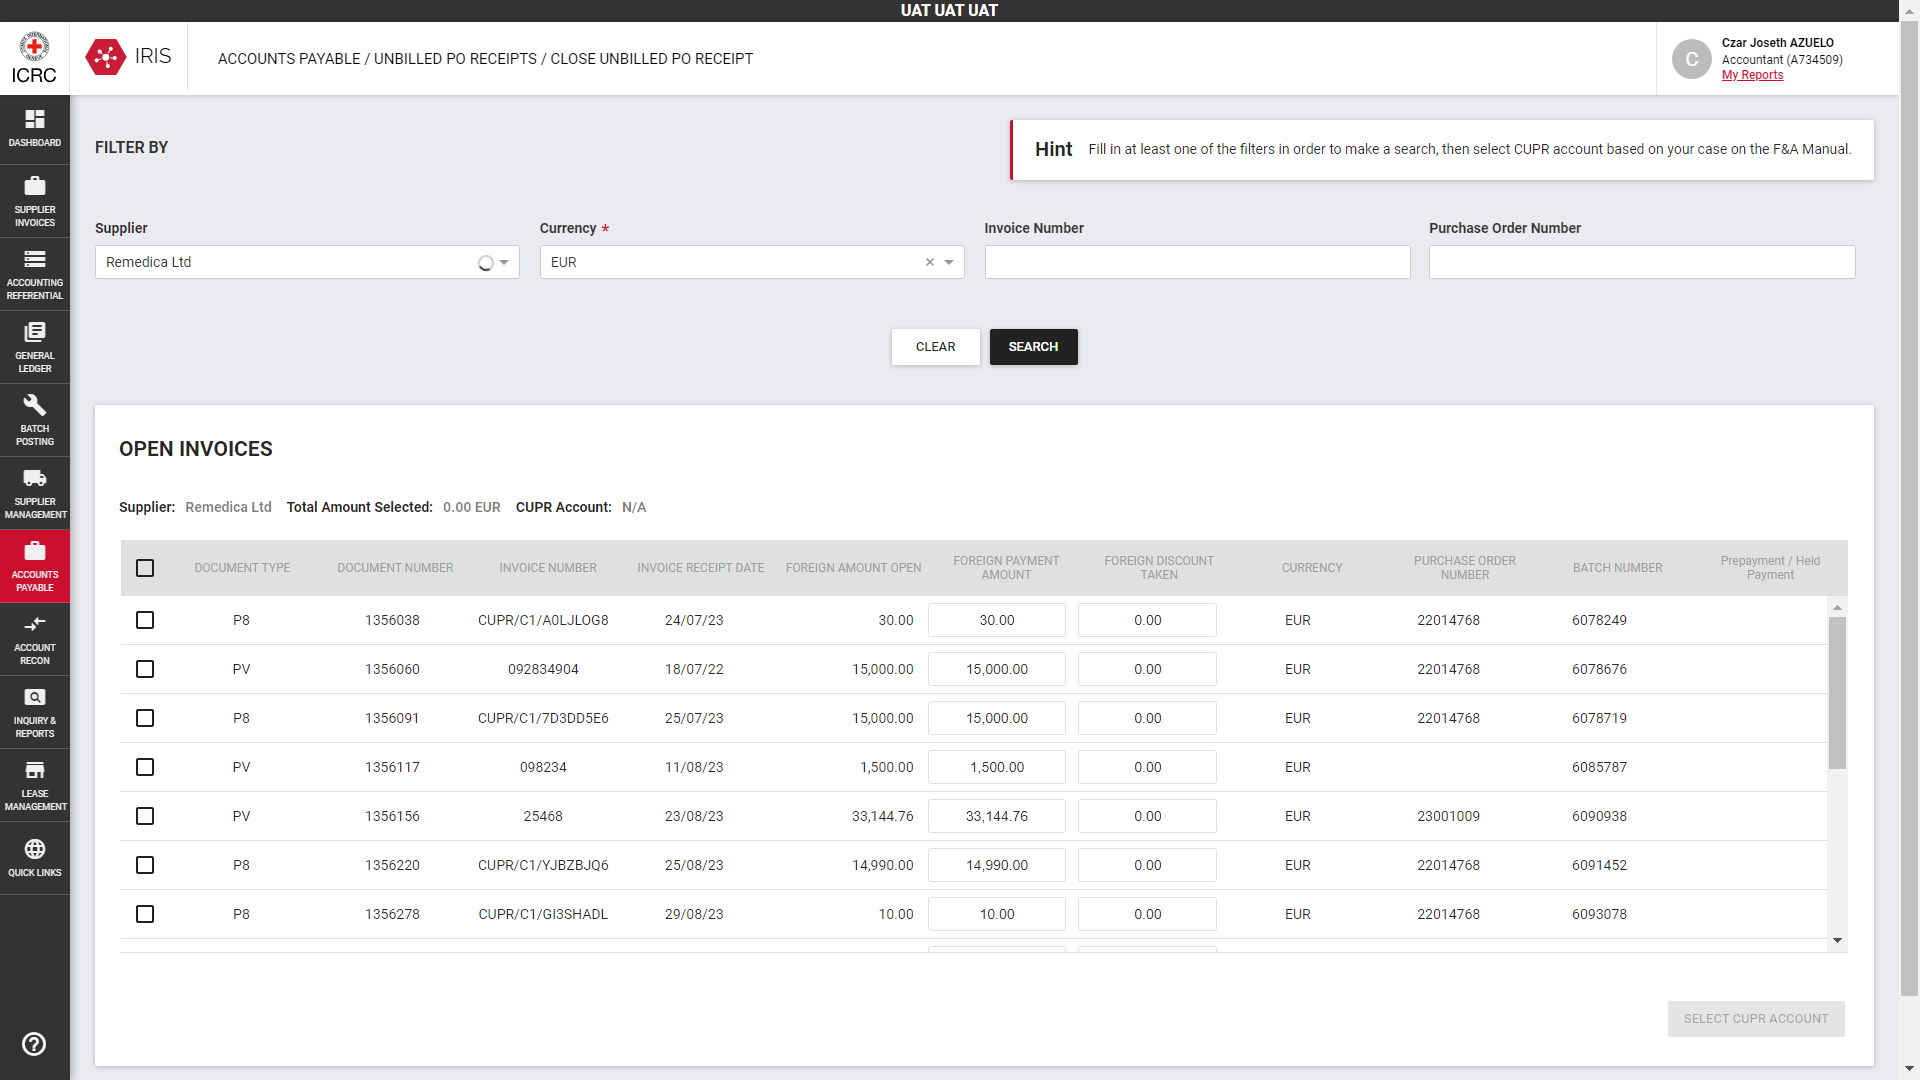 UAT UAT UAT
ICRC
IRIS
ACCOUNTS PAYABLE / UNBILLED PO RECEIPTS / CLOSE UNBILLED PO RECEIPT
C
Czar Joseth AZUELO
Accountant (A734509)
My Reports
DASHBOARD
SUPPLIER
INVOICES
ACCOUNTING
REFERENTIAL
GENERAL
LEDGER
BATCH
POSTING
SUPPLIER
MANAGEMENT
ACCOUNTS
PAYABLE
ACCOUNT
RECON
INQUIRY &
REPORTS
LEASE
MANAGEMENT
QUICK LINKS
FILTER BY
Hint Fill in at least one of the filters in order to make a search, then select CUPR account based on your case on the F&A Manual.
Supplier Currency * Invoice Number Purchase Order Number
Remedica Ltd EUR
CLEAR SEARCH
OPEN INVOICES
Supplier: Remedica Ltd Total Amount Selected: 0.00 EUR CUPR Account: N/A
DOCUMENT TYPE DOCUMENT NUMBER INVOICE NUMBER INVOICE RECEIPT DATE FOREIGN AMOUNT OPEN FOREIGN PAYMENT AMOUNT FOREIGN DISCOUNT TAKEN CURRENCY PURCHASE ORDER NUMBER BATCH NUMBER Prepayment / Held Payment
P8 1356038 CUPR/C1/A0LJLOG8 24/07/23 30.00 30.00 0.00 EUR 22014768 6078249
PV 1356060 092834904 18/07/22 15,000.00 15,000.00 0.00 EUR 22014768 6078676
P8 1356091 CUPR/C1/7D3DD5E6 25/07/23 15,000.00 15,000.00 0.00 EUR 22014768 6078719
PV 1356117 098234 11/08/23 1,500.00 1,500.00 0.00 EUR 6085787
PV 1356156 25468 23/08/23 33,144.76 33,144.76 0.00 EUR 23001009 6090938
P8 1356220 CUPR/C1/YJBZBJQ6 25/08/23 14,990.00 14,990.00 0.00 EUR 22014768 6091452
P8 1356278 CUPR/C1/GI3SHADL 29/08/23 10.00 10.00 0.00 EUR 22014768 6093078
SELECT CUPR ACCOUNT